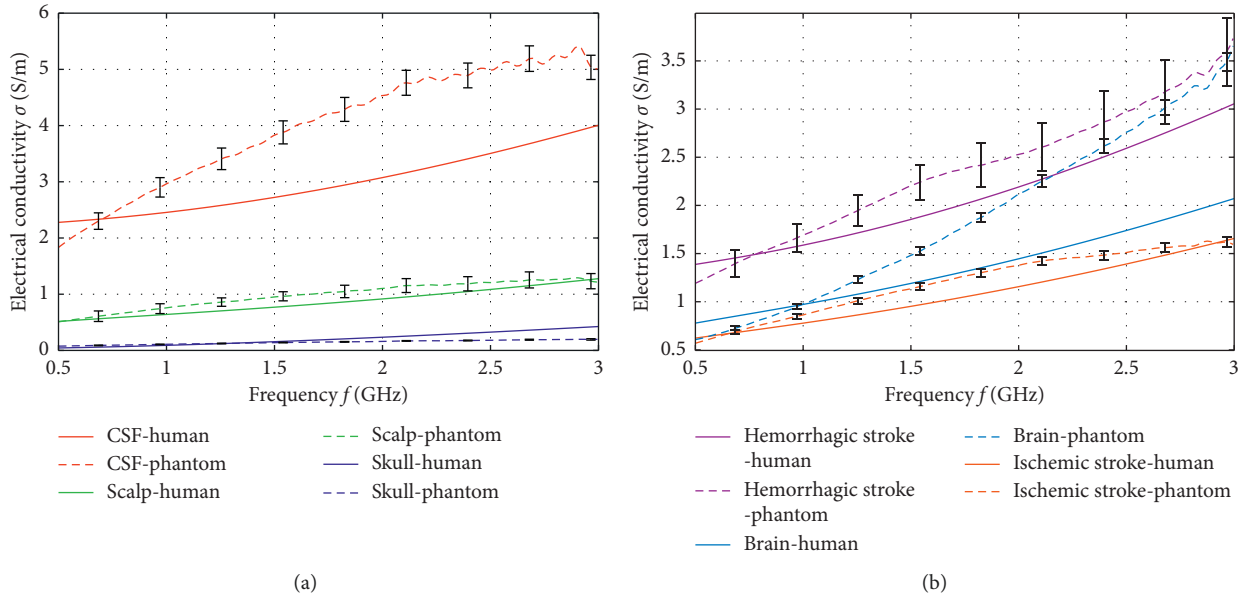 6
5
4
3
2
1
0
Electrical conductivity σ (S/m)
0.5 1 1.5 2 2.5 3
Frequency f (GHz)
CSF-human
CSF-phantom
Scalp-human
Scalp-phantom
Skull-human
Skull-phantom
(a)
3.5
3
2.5
2
1.5
1
0.5
Electrical conductivity σ (S/m)
0.5 1 1.5 2 2.5 3
Frequency f (GHz)
Hemorrhagic stroke
-human
Hemorrhagic stroke
-phantom
Brain-human
Brain-phantom
Ischemic stroke-human
Ischemic stroke-phantom
(b)